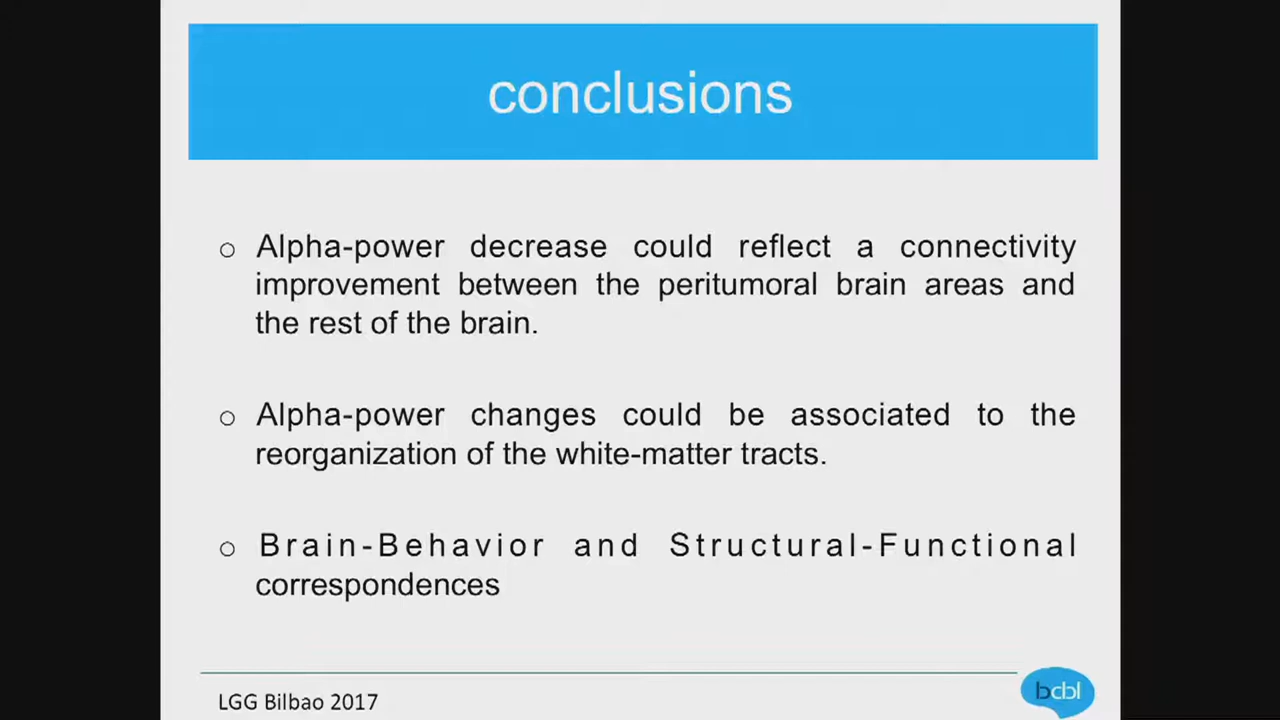 conclusions
Alpha-power decrease could reflect a connectivity
improvement between the peritumoral brain areas and
the rest of the brain.
Alpha-power changes could be associated to the
reorganization of the white-matter tracts.
Brain-Behavior and Structural-Functional
correspondences
LGG Bilbao 2017
bcbl